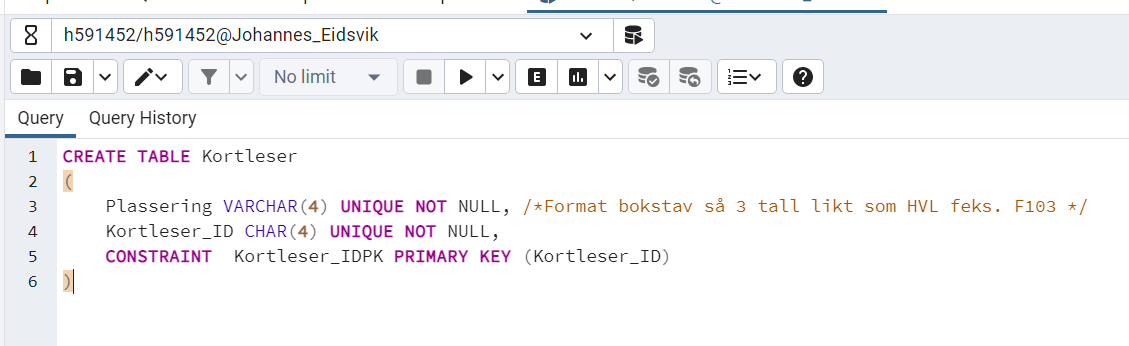 h591452/h591452@Johannes_Eidsvik
No limit
E
Query Query History
1 CREATE TABLE Kortleser
2 (
3 Plassering VARCHAR(4) UNIQUE NOT NULL, /*Format bokstav så 3 tall likt som HVL feks. F103 */
4 Kortleser_ID CHAR(4) UNIQUE NOT NULL,
5 CONSTRAINT  Kortleser_IDPK PRIMARY KEY (Kortleser_ID)
6 )